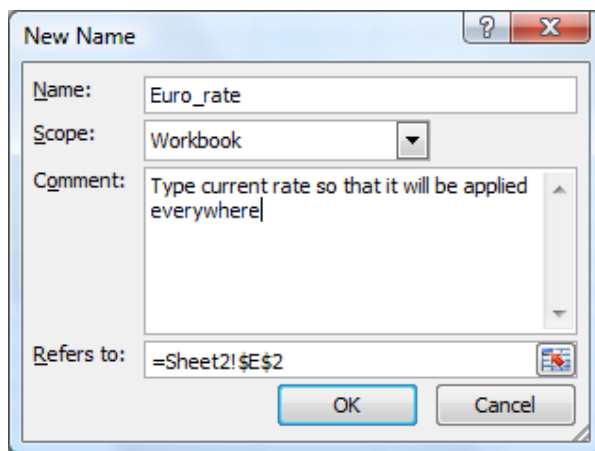 New Name
Name:
Euro_rate
Scope:
Workbook
Comment:
Type current rate so that it will be applied
everywhere
Refers to:
=Sheet2!$E$2
OK
Cancel